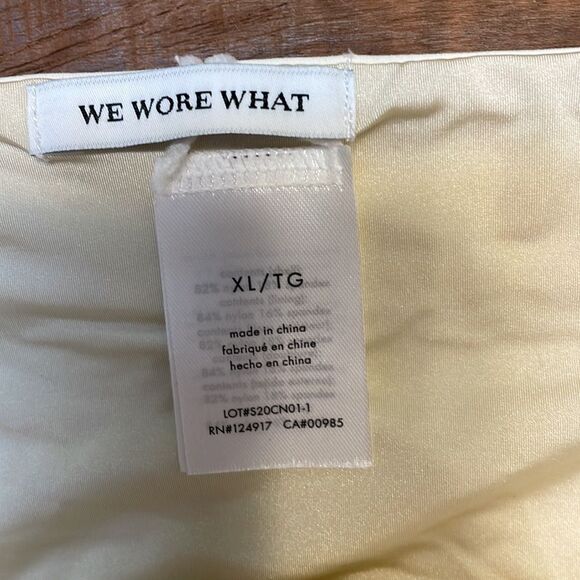 WE WORE WHAT
XL/TG
made in china
fabriqué en chine
hecho en china
LOT#S20CN01-1
RN#124917 CA#00985